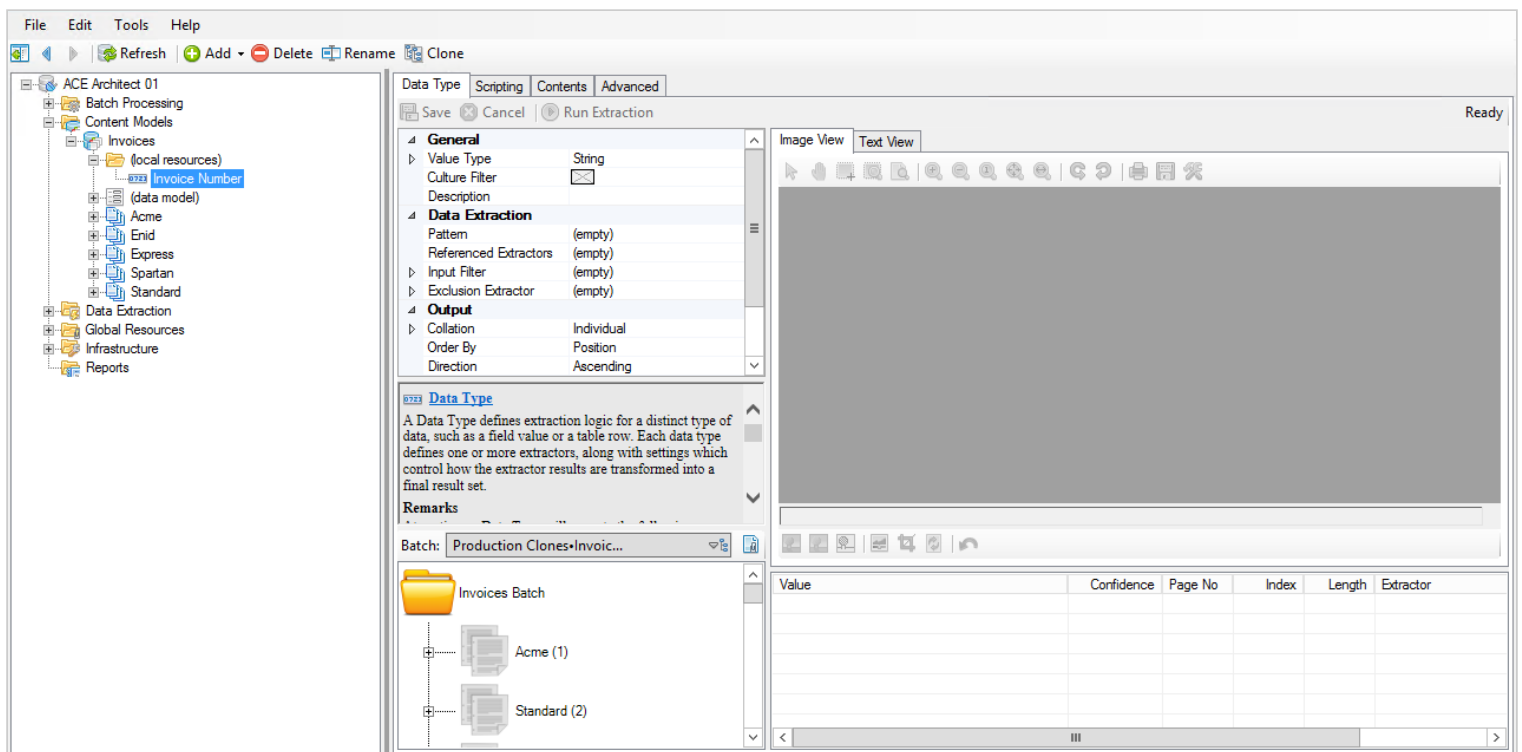 File Edit Tools Help
Refresh Add Delete Rename Clone
ACE Architect 01
Batch Processing
Content Models
Invoices
(local resources)
Invoice Number
(data model)
Acme
Enid
Express
Spartan
Standard
Data Extraction
Global Resources
Infrastructure
Reports
Data Type Scripting Contents Advanced
Save Cancel Run Extraction Ready
General
Value Type String
Culture Filter
Description
Data Extraction
Pattern (empty)
Referenced Extractors (empty)
Input Filter (empty)
Exclusion Extractor (empty)
Output
Collation Individual
Order By Position
Direction Ascending
Data Type
A Data Type defines extraction logic for a distinct type of
data, such as a field value or a table row. Each data type
defines one or more extractors, along with settings which
control how the extractor results are transformed into a
final result set.
Remarks
Batch: Production Clones•Invoic...
Invoices Batch
Acme (1)
Standard (2)
Image View Text View
Value Confidence Page No Index Length Extractor